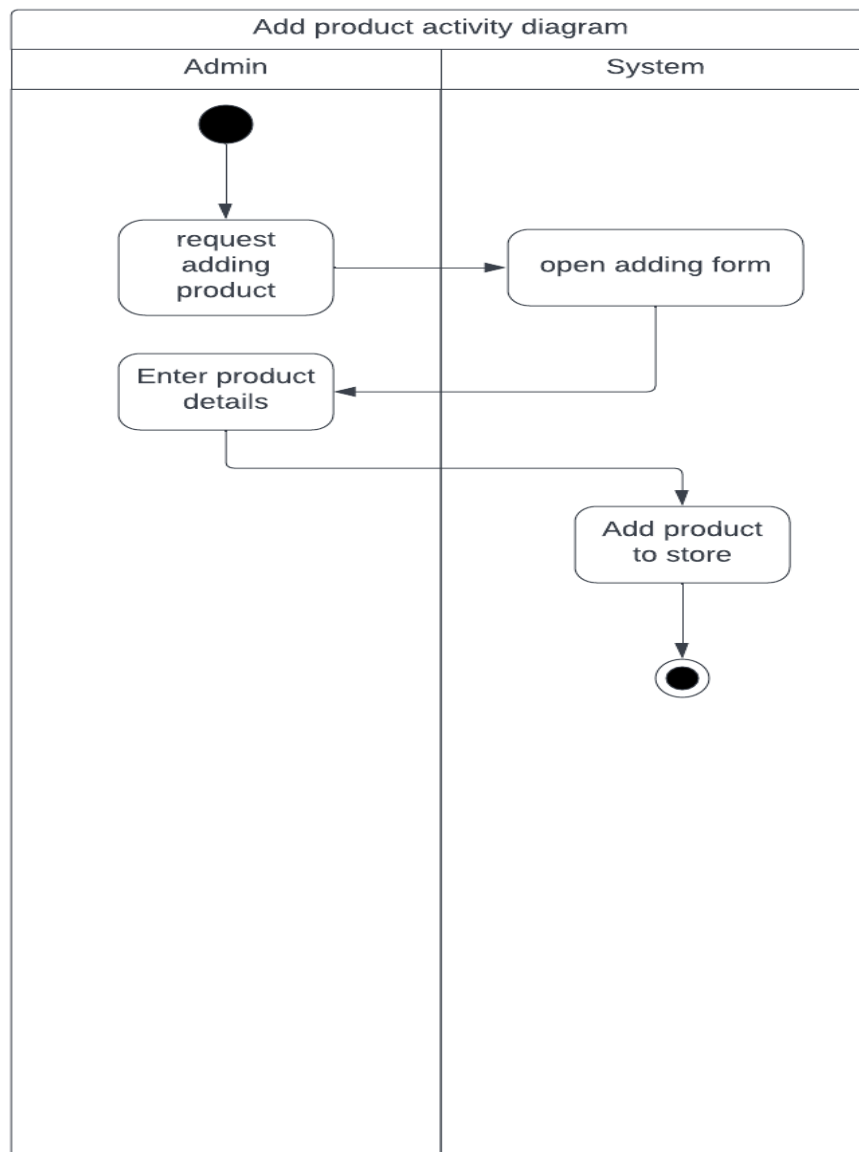 Add product activity diagram
Admin
System
request
adding
product
open adding form
Enter product
details
Add product
to store